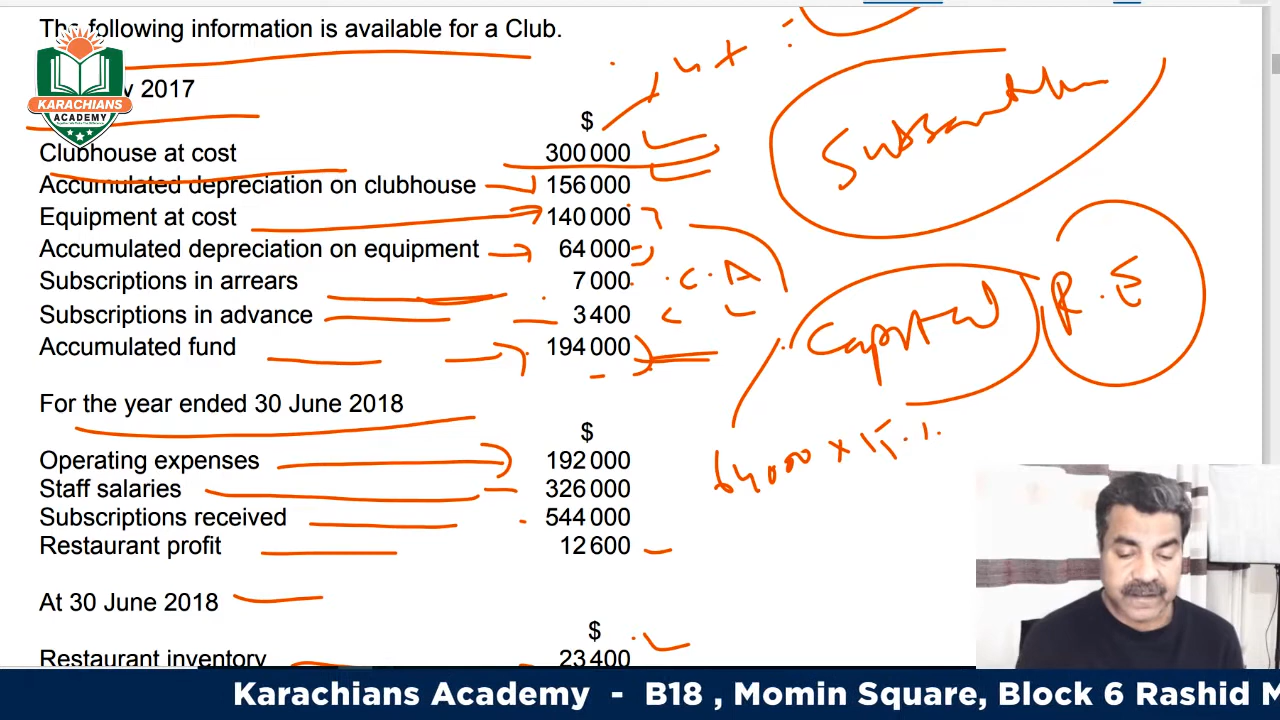 The following information is available for a Club.
2017
$
Clubhouse at cost 300 000
Accumulated depreciation on clubhouse 156 000
Equipment at cost 140 000
Accumulated depreciation on equipment 64 000
Subscriptions in arrears 7 000
Subscriptions in advance 3 400
Accumulated fund 194 000
For the year ended 30 June 2018
$
Operating expenses 192 000
Staff salaries 326 000
Subscriptions received 544 000
Restaurant profit 12 600
At 30 June 2018
$
Restaurant inventory 23 400
C.A
R.E
64000 x 15%
KARACHIANS
ACADEMY
Karachians Academy - B18 , Momin Square, Block 6 Rashid M